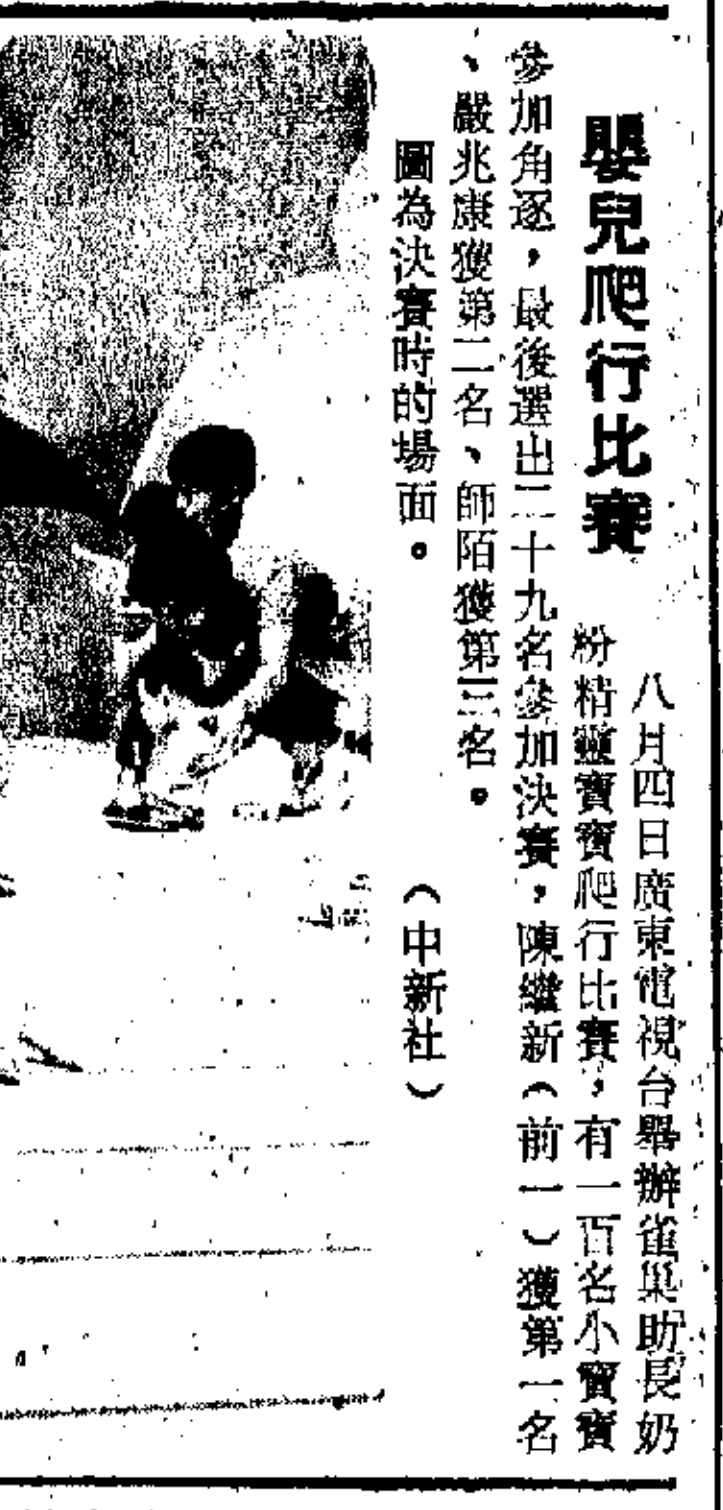 嬰兒爬行比賽
八月四日廣東電視台舉辦雀巢助長奶
粉精靈寶寶爬行比賽，有一百名小寶寶
參加角逐，最後選出二十九名參加決賽，陳繼新（前一）獲第一名
、嚴兆康獲第二名、師陌獲第三名。
圖為決賽時的場面。
（中新社）